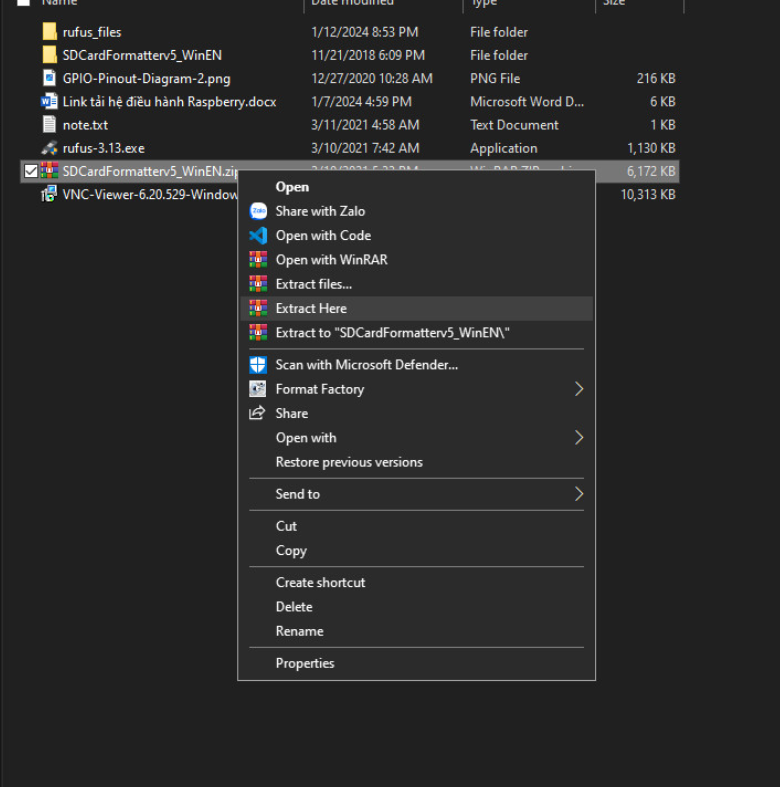 Name Date modified Type Size
rufus_files 1/12/2024 8:53 PM File folder
SDCardFormatterv5_WinEN 11/21/2018 6:09 PM File folder
GPIO-Pinout-Diagram-2.png 12/27/2020 10:28 AM PNG File 216 KB
Link tải hệ điều hành Raspberry.docx 1/7/2024 4:59 PM Microsoft Word D... 6 KB
note.txt 3/11/2021 4:58 AM Text Document 1 KB
rufus-3.13.exe 3/10/2021 7:42 AM Application 1,130 KB
SDCardFormatterv5_WinEN.zip 6,172 KB
VNC-Viewer-6.20.529-Window 10,313 KB
Open
Zalo Share with Zalo
Open with Code
Open with WinRAR
Extract files...
Extract Here
Extract to "SDCardFormatterv5_WinEN\"
Scan with Microsoft Defender...
Format Factory
Share
Open with
Restore previous versions
Send to
Cut
Copy
Create shortcut
Delete
Rename
Properties